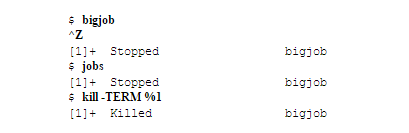 $ bigjob
^Z
[1]+ Stopped bigjob
$ jobs
[1]+ Stopped bigjob
$ kill -TERM %1
[1]+ Killed bigjob